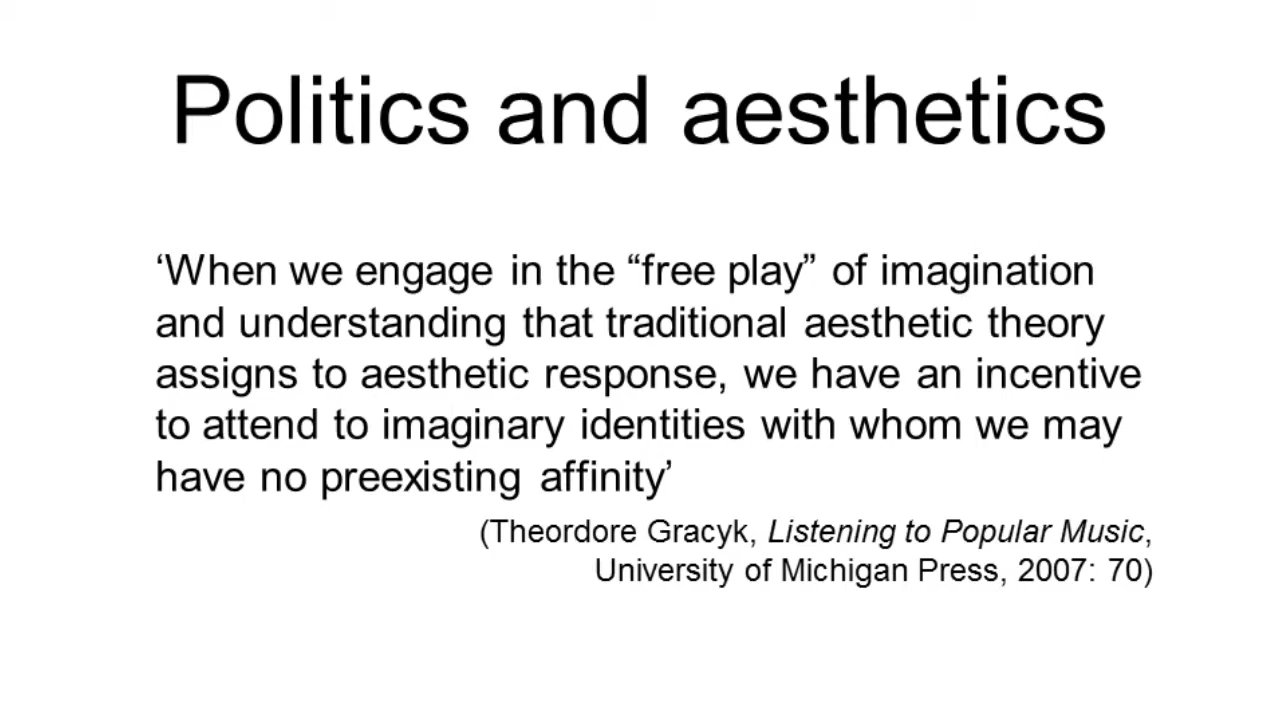 Politics and aesthetics
‘When we engage in the “free play” of imagination
and understanding that traditional aesthetic theory
assigns to aesthetic response, we have an incentive
to attend to imaginary identities with whom we may
have no preexisting affinity’
(Theordore Gracyk, Listening to Popular Music,
University of Michigan Press, 2007: 70)